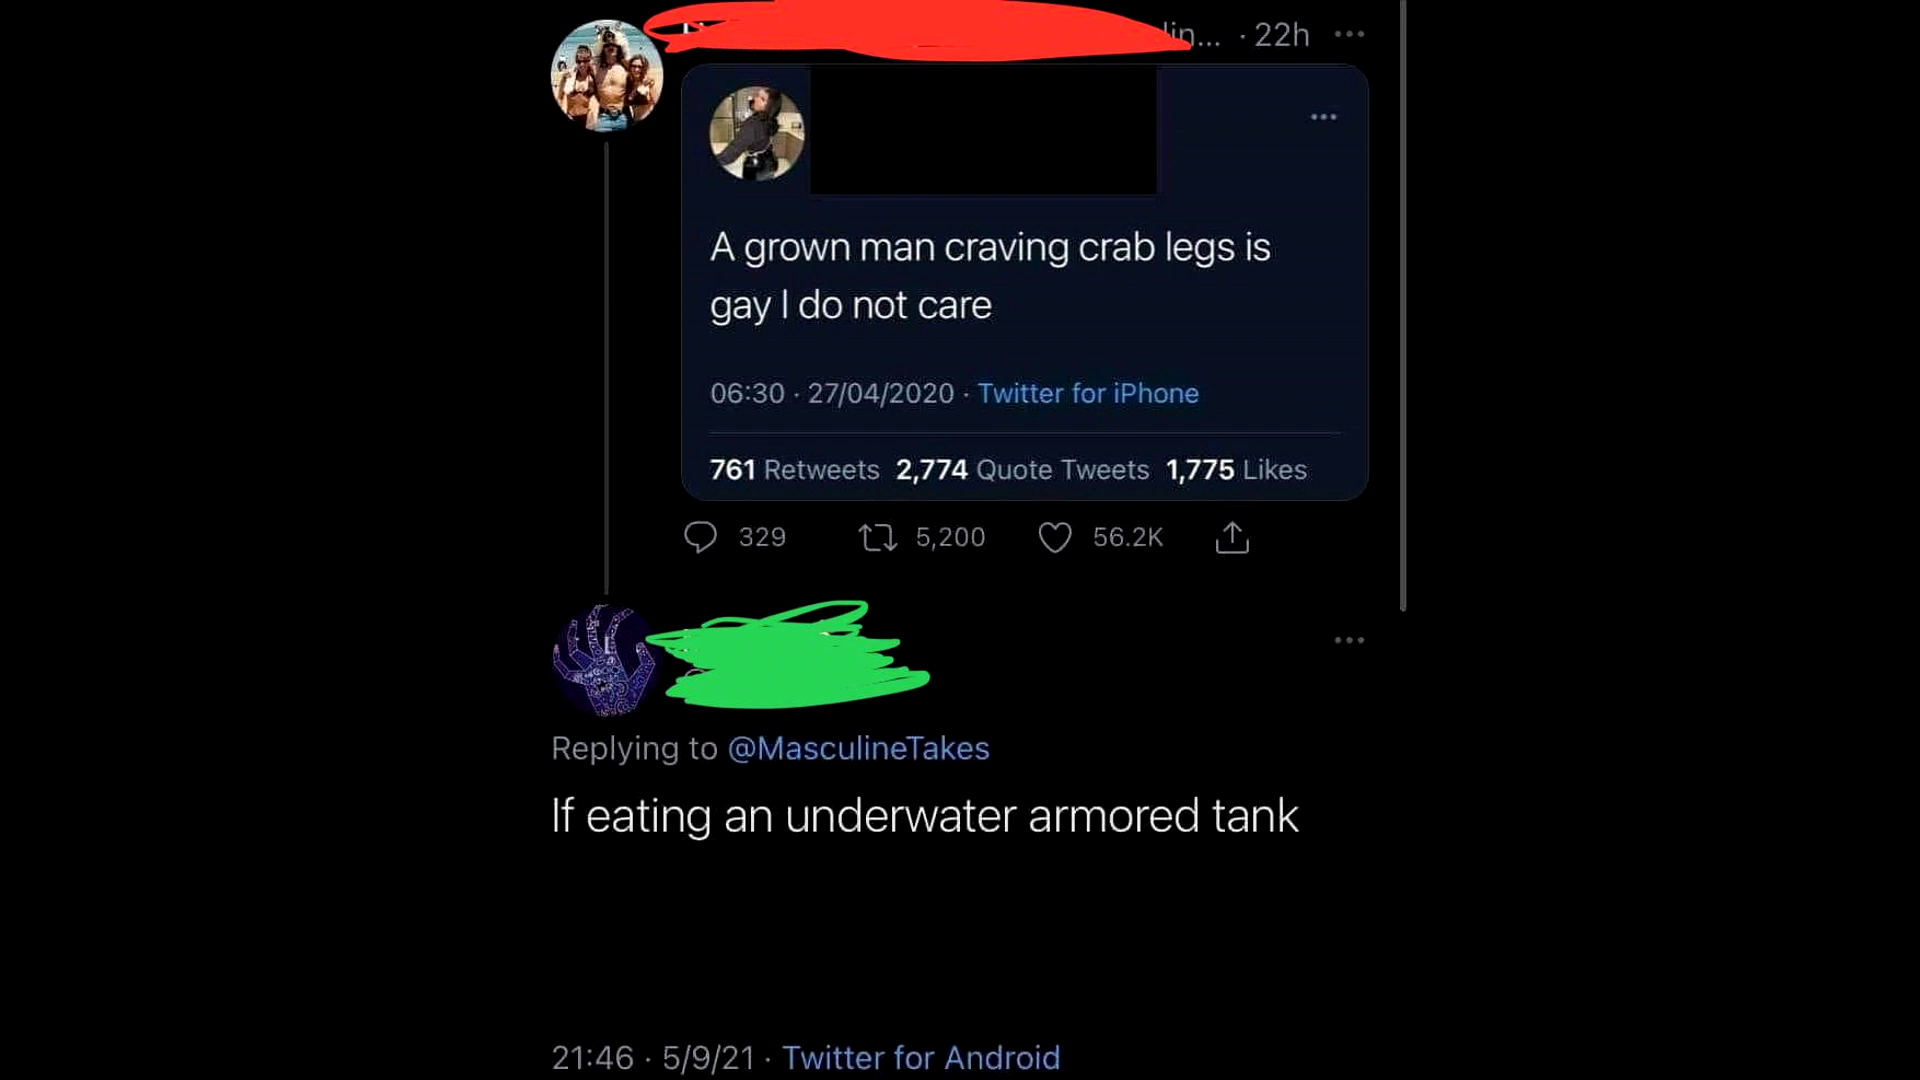 lin... · 22h
A grown man craving crab legs is
gay I do not care
06:30 · 27/04/2020 · Twitter for iPhone
761 Retweets 2,774 Quote Tweets 1,775 Likes
329 5,200 56.2K
Replying to @MasculineTakes
If eating an underwater armored tank
21:46 · 5/9/21 · Twitter for Android